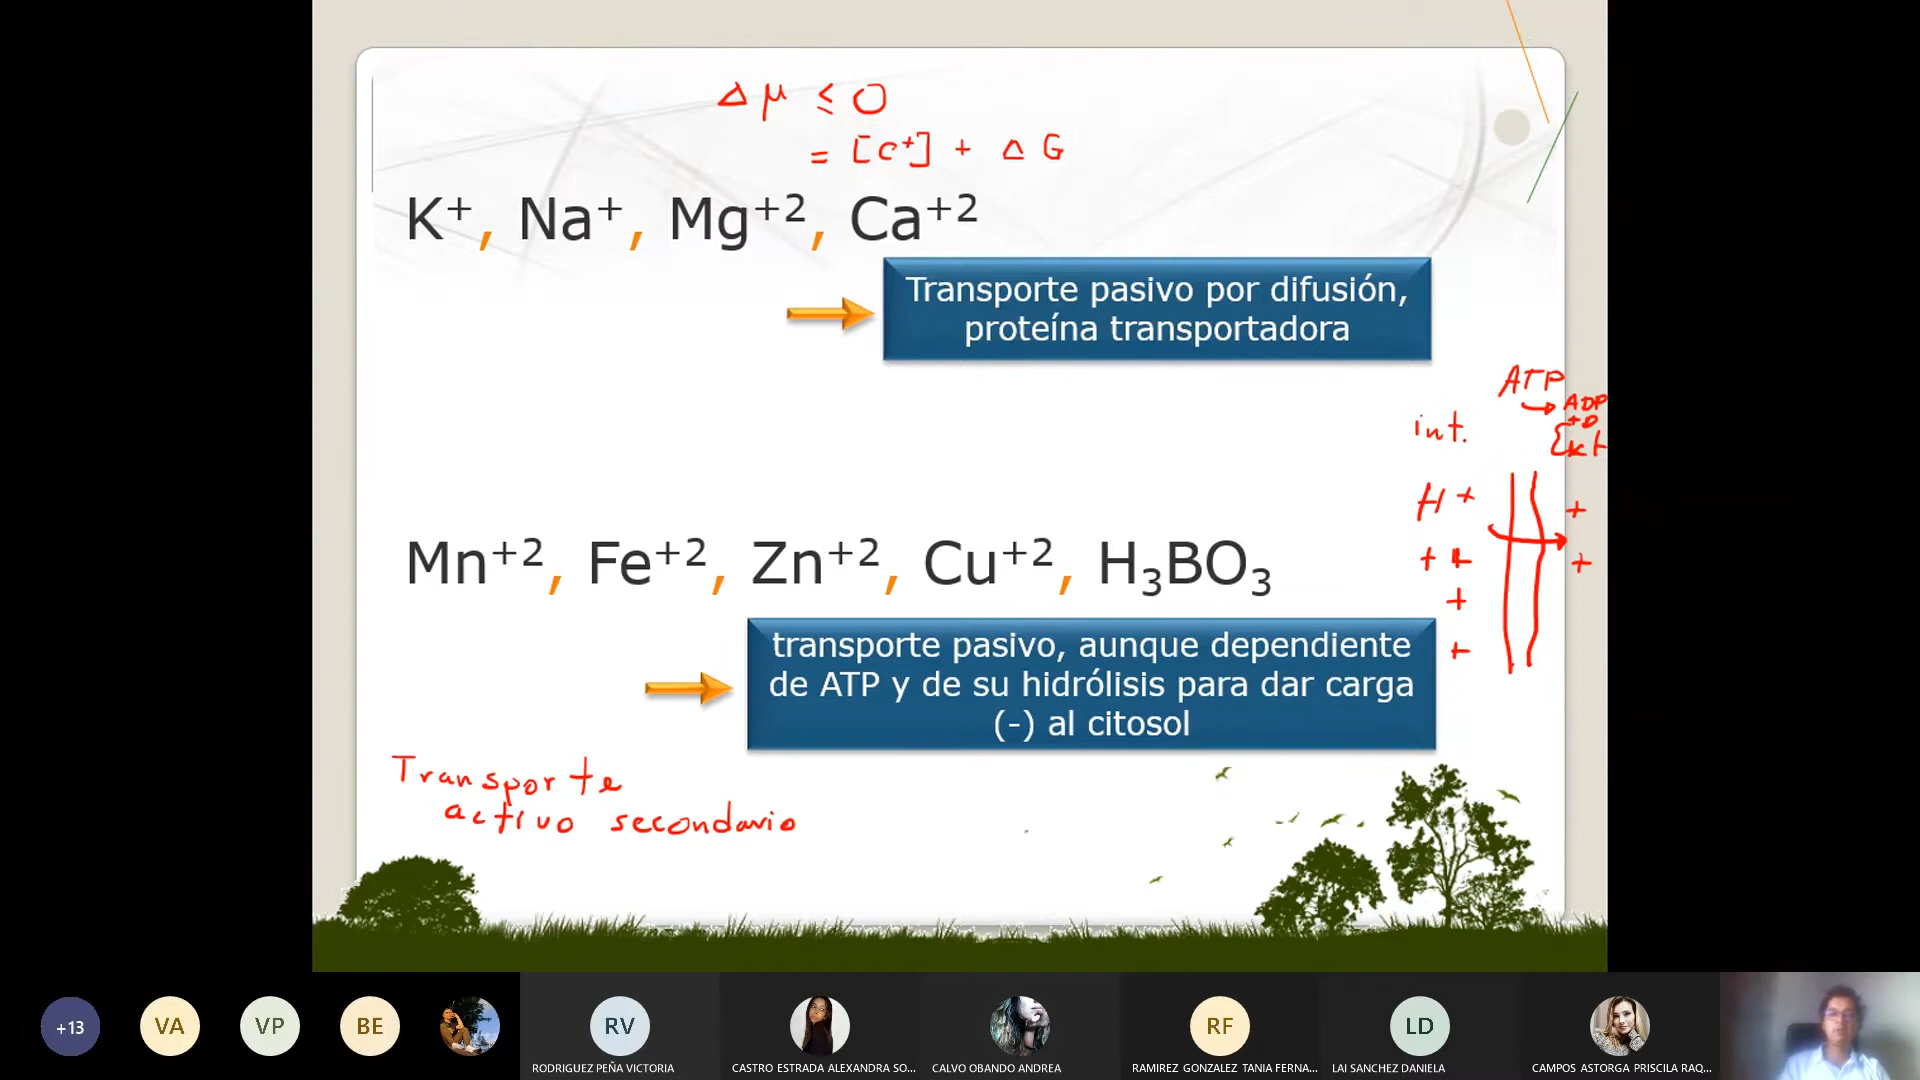 Δ μ ≤ 0
= [C⁺] + Δ G
K⁺, Na⁺, Mg⁺², Ca⁺²
Transporte pasivo por difusión,
proteína transportadora
ATP
ADP
int.
H +
+
+ +
+
+
+
Mn⁺², Fe⁺², Zn⁺², Cu⁺², H₃BO₃
transporte pasivo, aunque dependiente
de ATP y de su hidrólisis para dar carga
(-) al citosol
Transporte
activo secondario
+13
VA
VP
BE
RV
RF
LD
RODRIGUEZ PEÑA VICTORIA
CASTRO ESTRADA ALEXANDRA SO...
CALVO OBANDO ANDREA
RAMIREZ GONZALEZ TANIA FERNA...
LAI SANCHEZ DANIELA
CAMPOS ASTORGA PRISCILA RAQ...